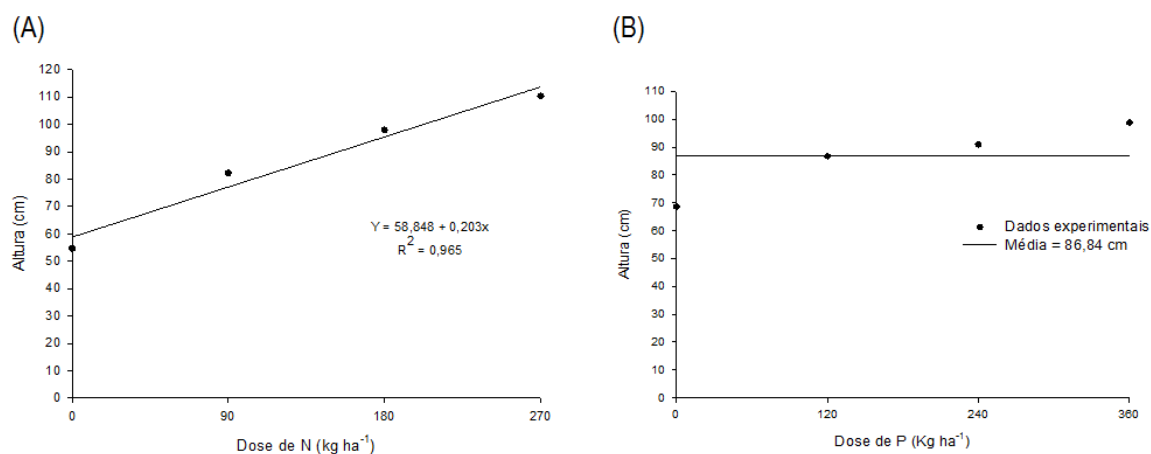 (A)
120
110
100
90
80
70
60
50
40
30
20
10
0
Altura (cm)
Y = 58,848 + 0,203x
R² = 0,965
0 90 180 270
Dose de N (kg ha⁻¹)
(B)
110
100
90
80
70
60
50
40
30
20
10
0
Altura (cm)
Dados experimentais
Média = 86,84 cm
0 120 240 360
Dose de P (Kg ha⁻¹)